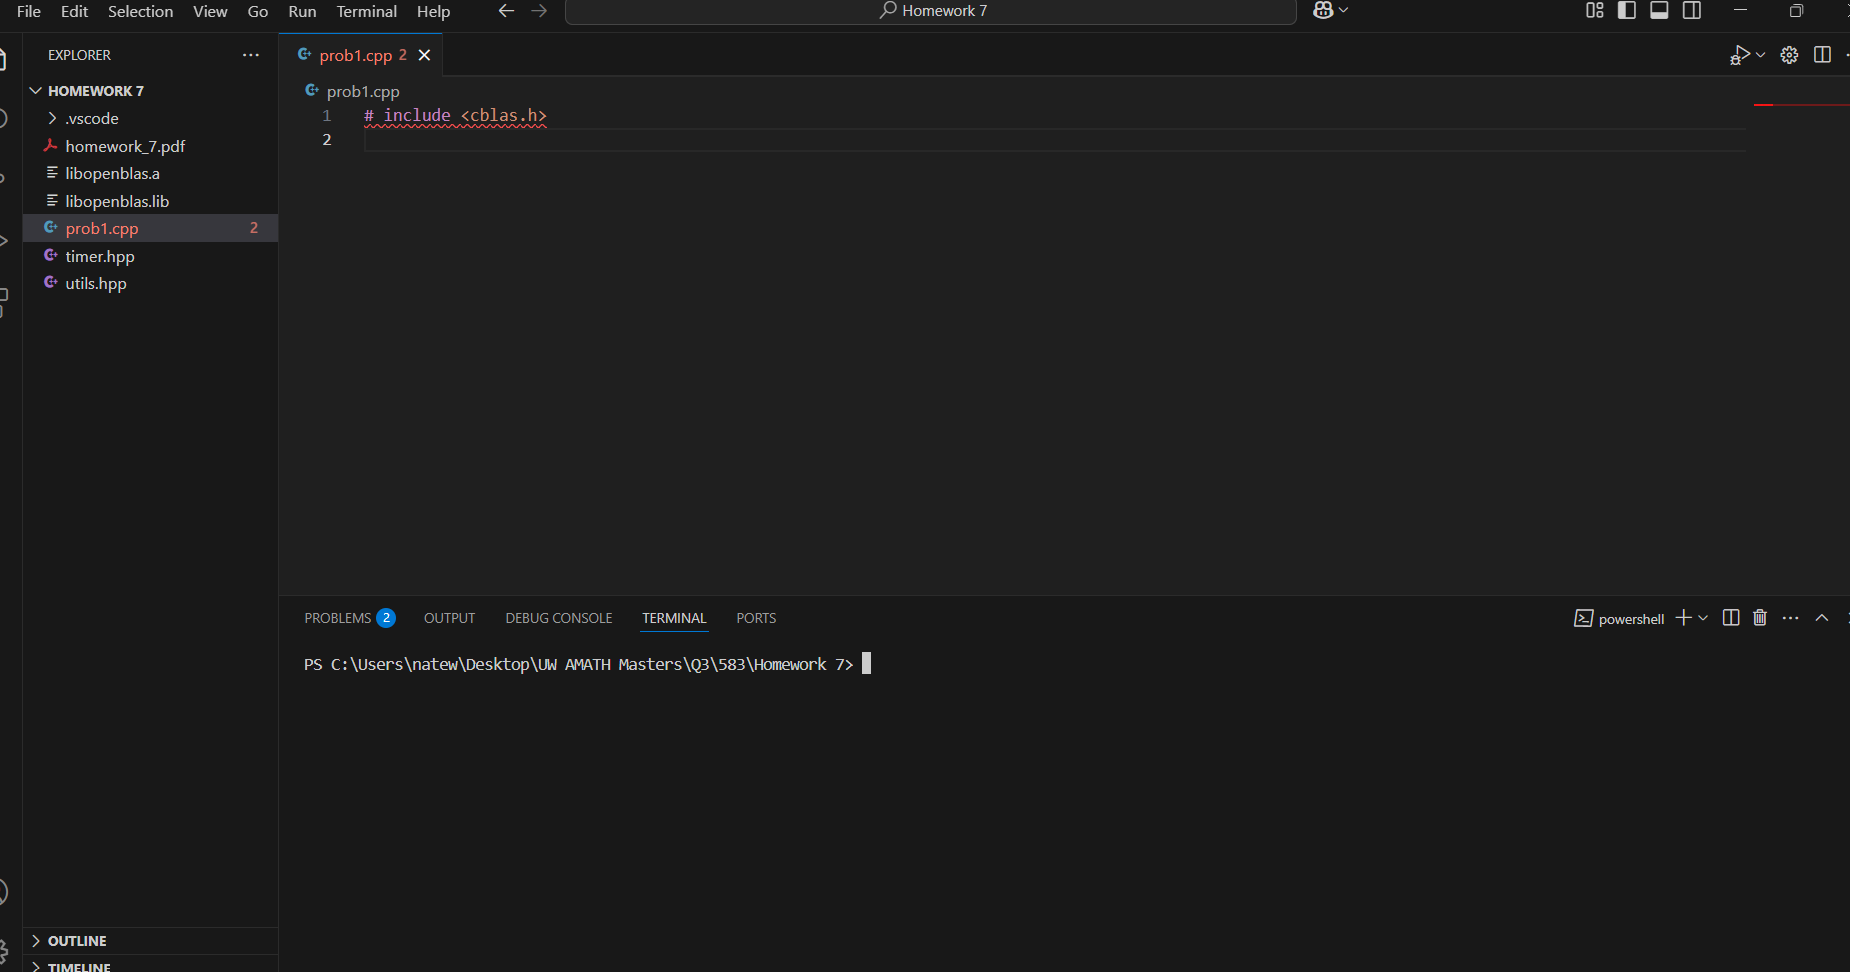 File Edit Selection View Go Run Terminal Help
Homework 7
EXPLORER
HOMEWORK 7
.vscode
homework_7.pdf
libopenblas.a
libopenblas.lib
prob1.cpp 2
timer.hpp
utils.hpp
OUTLINE
TIMELINE
prob1.cpp 2
prob1.cpp
1 # include <cblas.h>
2
PROBLEMS 2 OUTPUT DEBUG CONSOLE TERMINAL PORTS
powershell
PS C:\Users\natew\Desktop\UW AMATH Masters\Q3\583\Homework 7>